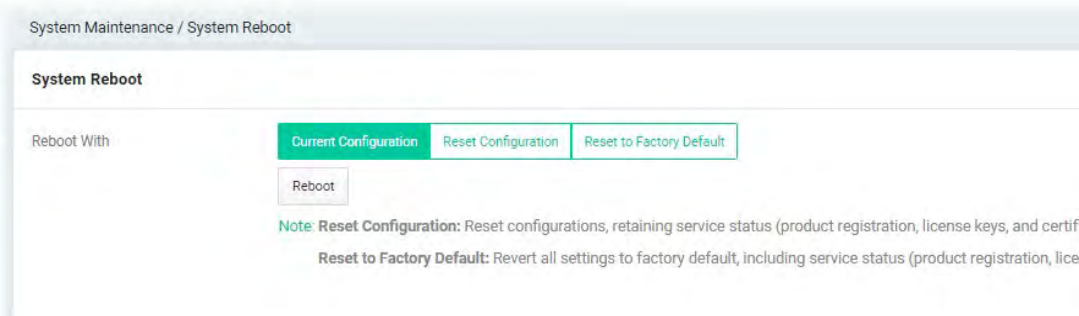 System Maintenance / System Reboot
System Reboot
Reboot With
Current Configuration Reset Configuration Reset to Factory Default
Reboot
Note: Reset Configuration: Reset configurations, retaining service status (product registration, license keys, and
Reset to Factory Default: Revert all settings to factory default, including service status (product registration,